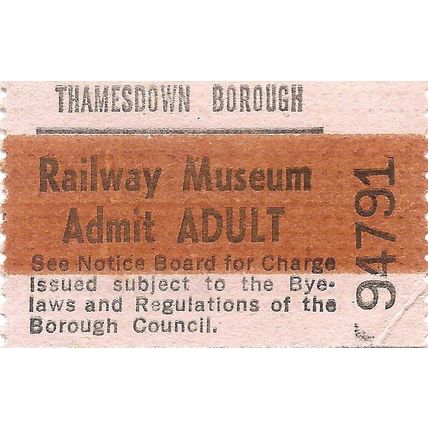 THAMESDOWN BOROUGH
Railway Museum
Admit ADULT
See Notice Board for Charge
Issued subject to the Bye-
laws and Regulations of the
Borough Council.
94791